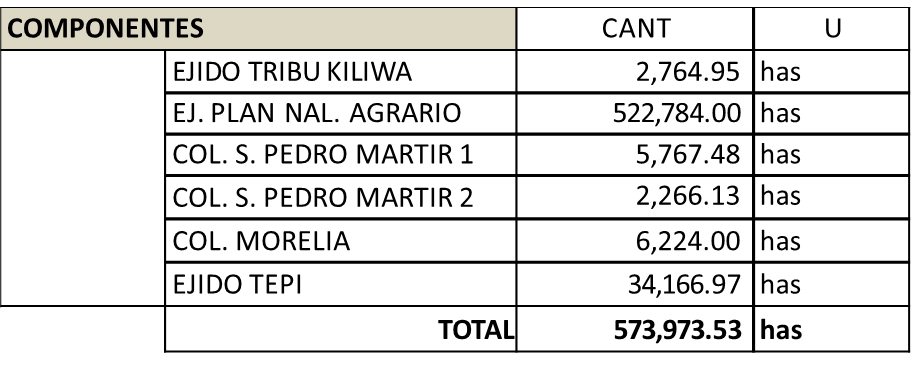 COMPONENTES CANT U
EJIDO TRIBU KILIWA 2,764.95 has
EJ. PLAN NAL. AGRARIO 522,784.00 has
COL. S. PEDRO MARTIR 1 5,767.48 has
COL. S. PEDRO MARTIR 2 2,266.13 has
COL. MORELIA 6,224.00 has
EJIDO TEPI 34,166.97 has
TOTAL 573,973.53 has